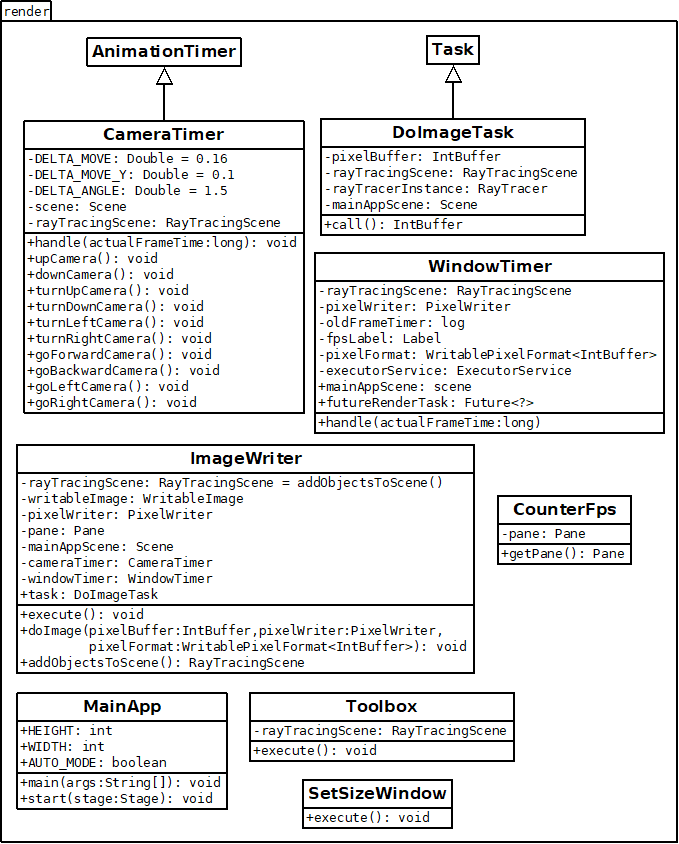 render
AnimationTimer
Task
CameraTimer
-DELTA_MOVE: Double = 0.16
-DELTA_MOVE_Y: Double = 0.1
-DELTA_ANGLE: Double = 1.5
-scene: Scene
-rayTracingScene: RayTracingScene
+handle(actualFrameTime:long): void
+upCamera(): void
+downCamera(): void
+turnUpCamera(): void
+turnDownCamera(): void
+turnLeftCamera(): void
+turnRightCamera(): void
+goForwardCamera(): void
+goBackwardCamera(): void
+goLeftCamera(): void
+goRightCamera(): void
DoImageTask
-pixelBuffer: IntBuffer
-rayTracingScene: RayTracingScene
-rayTracerInstance: RayTracer
-mainAppScene: Scene
+call(): IntBuffer
WindowTimer
-rayTracingScene: RayTracingScene
-pixelWriter: PixelWriter
-oldFrameTimer: log
-fpsLabel: Label
-pixelFormat: WritablePixelFormat<IntBuffer>
-executorService: ExecutorService
+mainAppScene: scene
+futureRenderTask: Future<?>
+handle(actualFrameTime:long)
ImageWriter
-rayTracingScene: RayTracingScene = addObjectsToScene()
-writableImage: WritableImage
-pixelWriter: PixelWriter
-pane: Pane
-mainAppScene: Scene
-cameraTimer: CameraTimer
-windowTimer: WindowTimer
+task: DoImageTask
+execute(): void
+doImage(pixelBuffer:IntBuffer,pixelWriter:PixelWriter,
pixelFormat:WritablePixelFormat<IntBuffer>): void
+addObjectsToScene(): RayTracingScene
CounterFps
-pane: Pane
+getPane(): Pane
MainApp
+HEIGHT: int
+WIDTH: int
+AUTO_MODE: boolean
+main(args:String[]): void
+start(stage:Stage): void
Toolbox
-rayTracingScene: RayTracingScene
+execute(): void
SetSizeWindow
+execute(): void